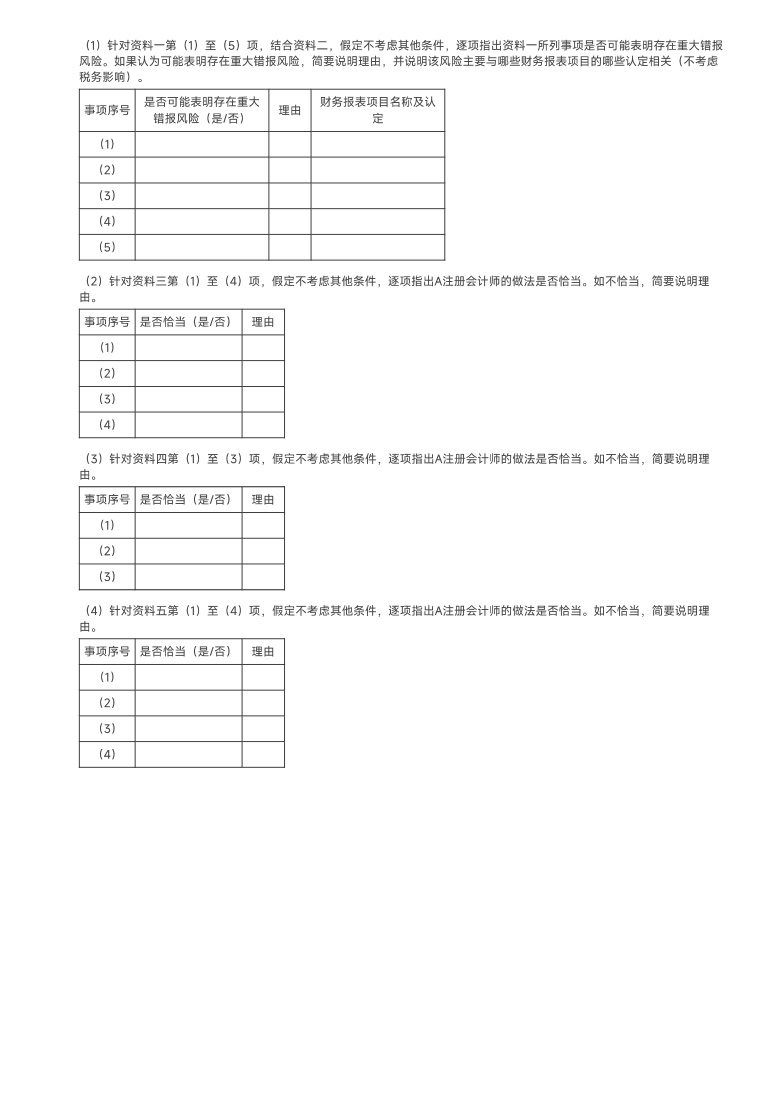 （1）针对资料一第（1）至（5）项，结合资料二，假定不考虑其他条件，逐项指出资料一所列事项是否可能表明存在重大错报
风险。如果认为可能表明存在重大错报风险，简要说明理由，并说明该风险主要与哪些财务报表项目的哪些认定相关（不考虑
税务影响）。
事项序号 是否可能表明存在重大错报风险（是/否） 理由 财务报表项目名称及认定
（1）
（2）
（3）
（4）
（5）
（2）针对资料三第（1）至（4）项，假定不考虑其他条件，逐项指出A注册会计师的做法是否恰当。如不恰当，简要说明理
由。
事项序号 是否恰当（是/否） 理由
（1）
（2）
（3）
（4）
（3）针对资料四第（1）至（3）项，假定不考虑其他条件，逐项指出A注册会计师的做法是否恰当。如不恰当，简要说明理
由。
事项序号 是否恰当（是/否） 理由
（1）
（2）
（3）
（4）针对资料五第（1）至（4）项，假定不考虑其他条件，逐项指出A注册会计师的做法是否恰当。如不恰当，简要说明理
由。
事项序号 是否恰当（是/否） 理由
（1）
（2）
（3）
（4）